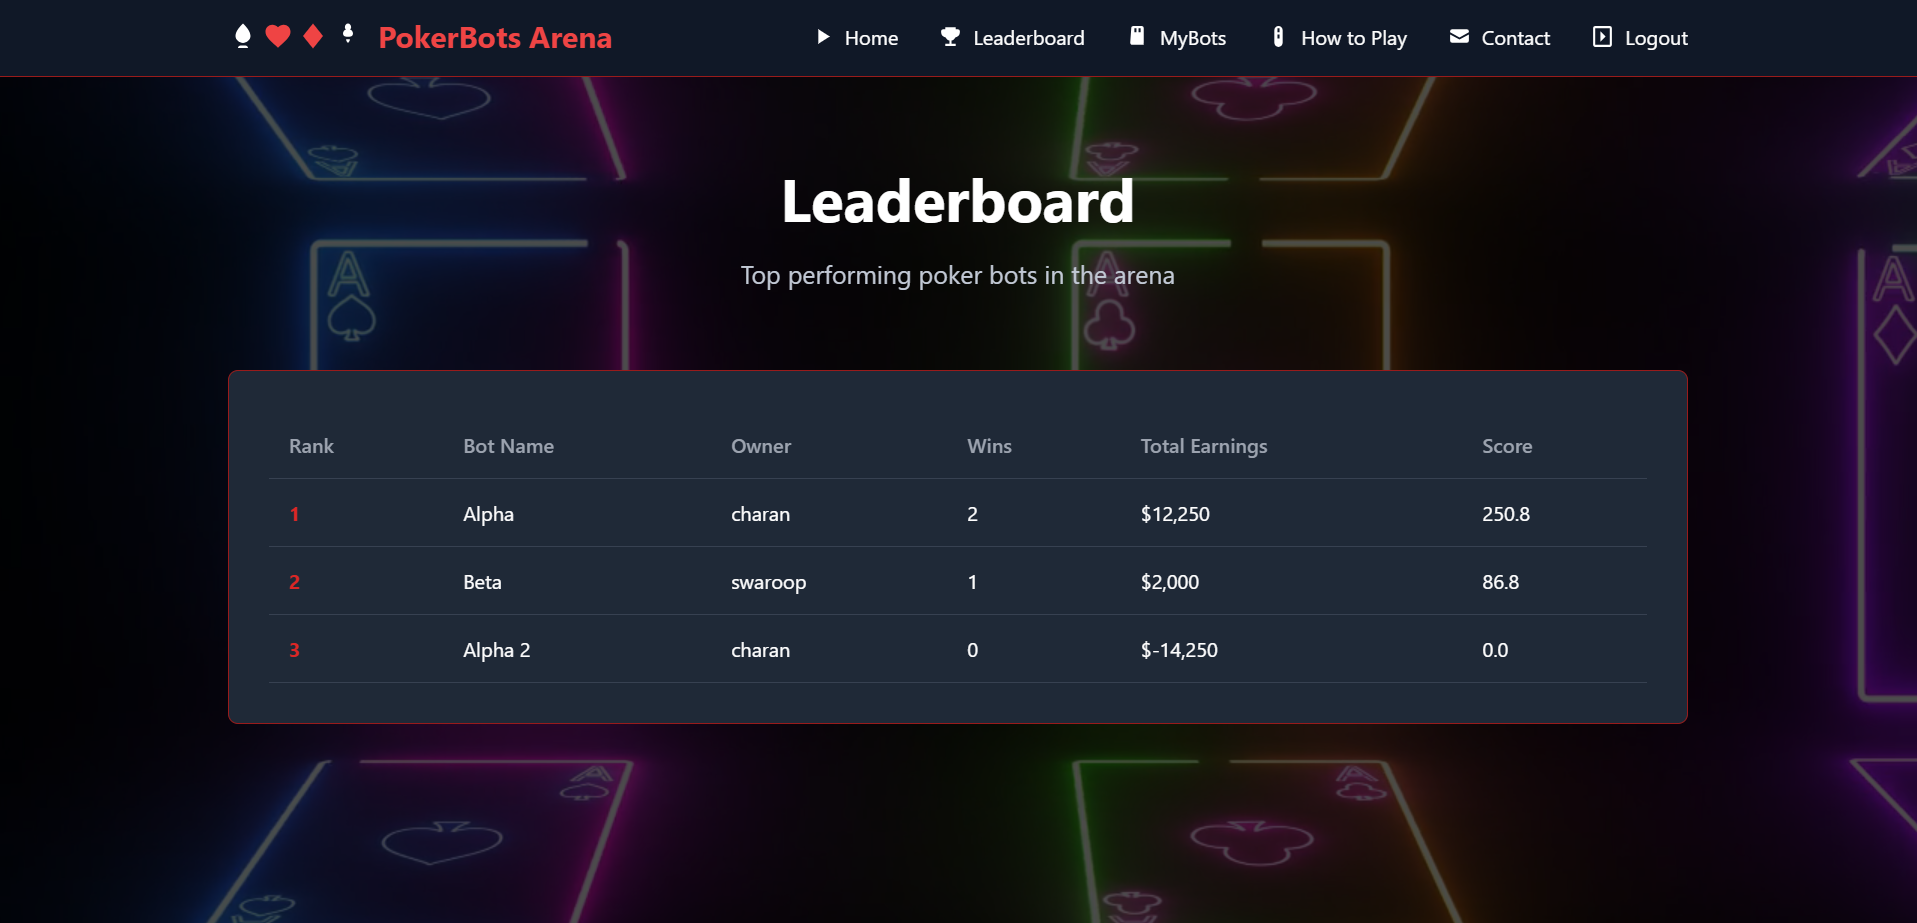 PokerBots Arena Home Leaderboard MyBots How to Play Contact Logout
A A
Leaderboard
A A A
Top performing poker bots in the arena
Rank Bot Name Owner Wins Total Earnings Score
1 Alpha charan 2 $12,250 250.8
2 Beta swaroop 1 $2,000 86.8
3 Alpha 2 charan 0 $-14,250 0.0
A A